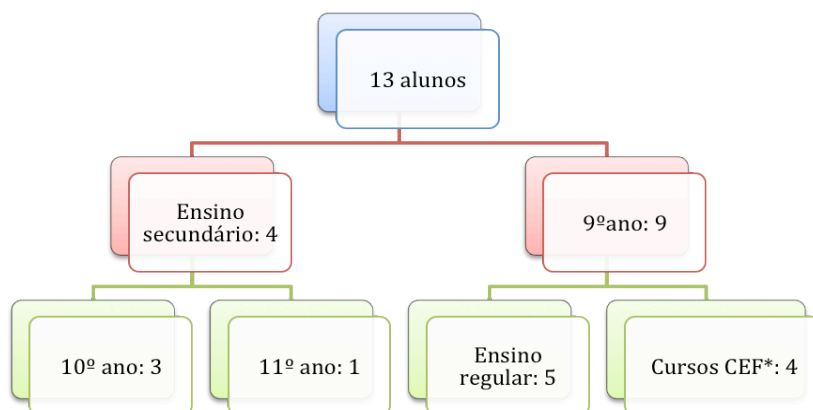 13 alunos
Ensino
secundário: 4
9ºano: 9
10º ano: 3
11º ano: 1
Ensino
regular: 5
Cursos CEF*: 4